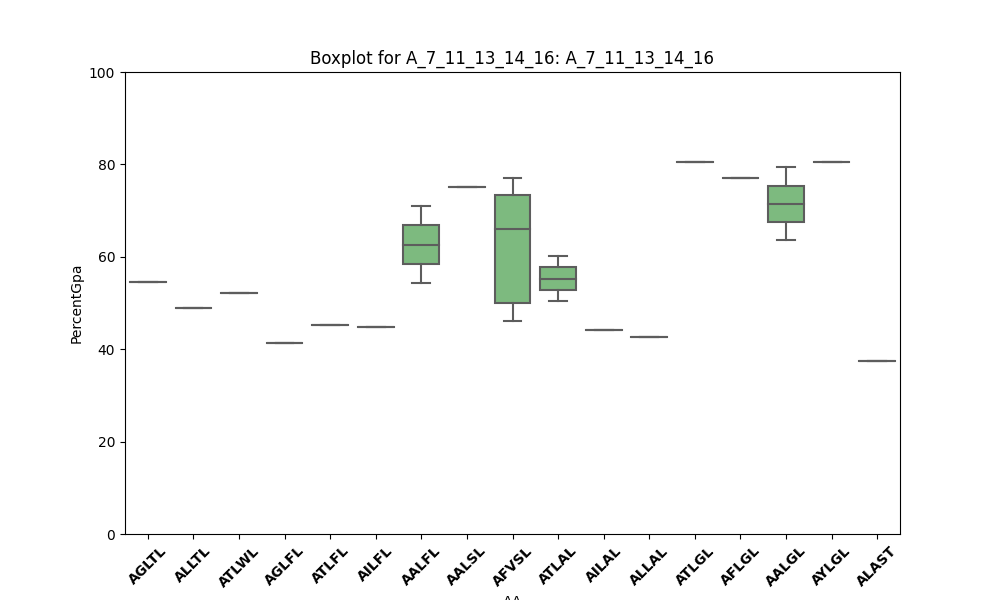 Boxplot for A_7_11_13_14_16: A_7_11_13_14_16
100
80
60
40
20
0
PercentGpa
AGLTL
ALLTL
ATLWL
AGLFL
ATLFL
AILFL
AALFL
AALSL
AFVSL
ATLAL
AILAL
ALLAL
ATLGL
AFLGL
AALGL
AYLGL
ALAST
AA